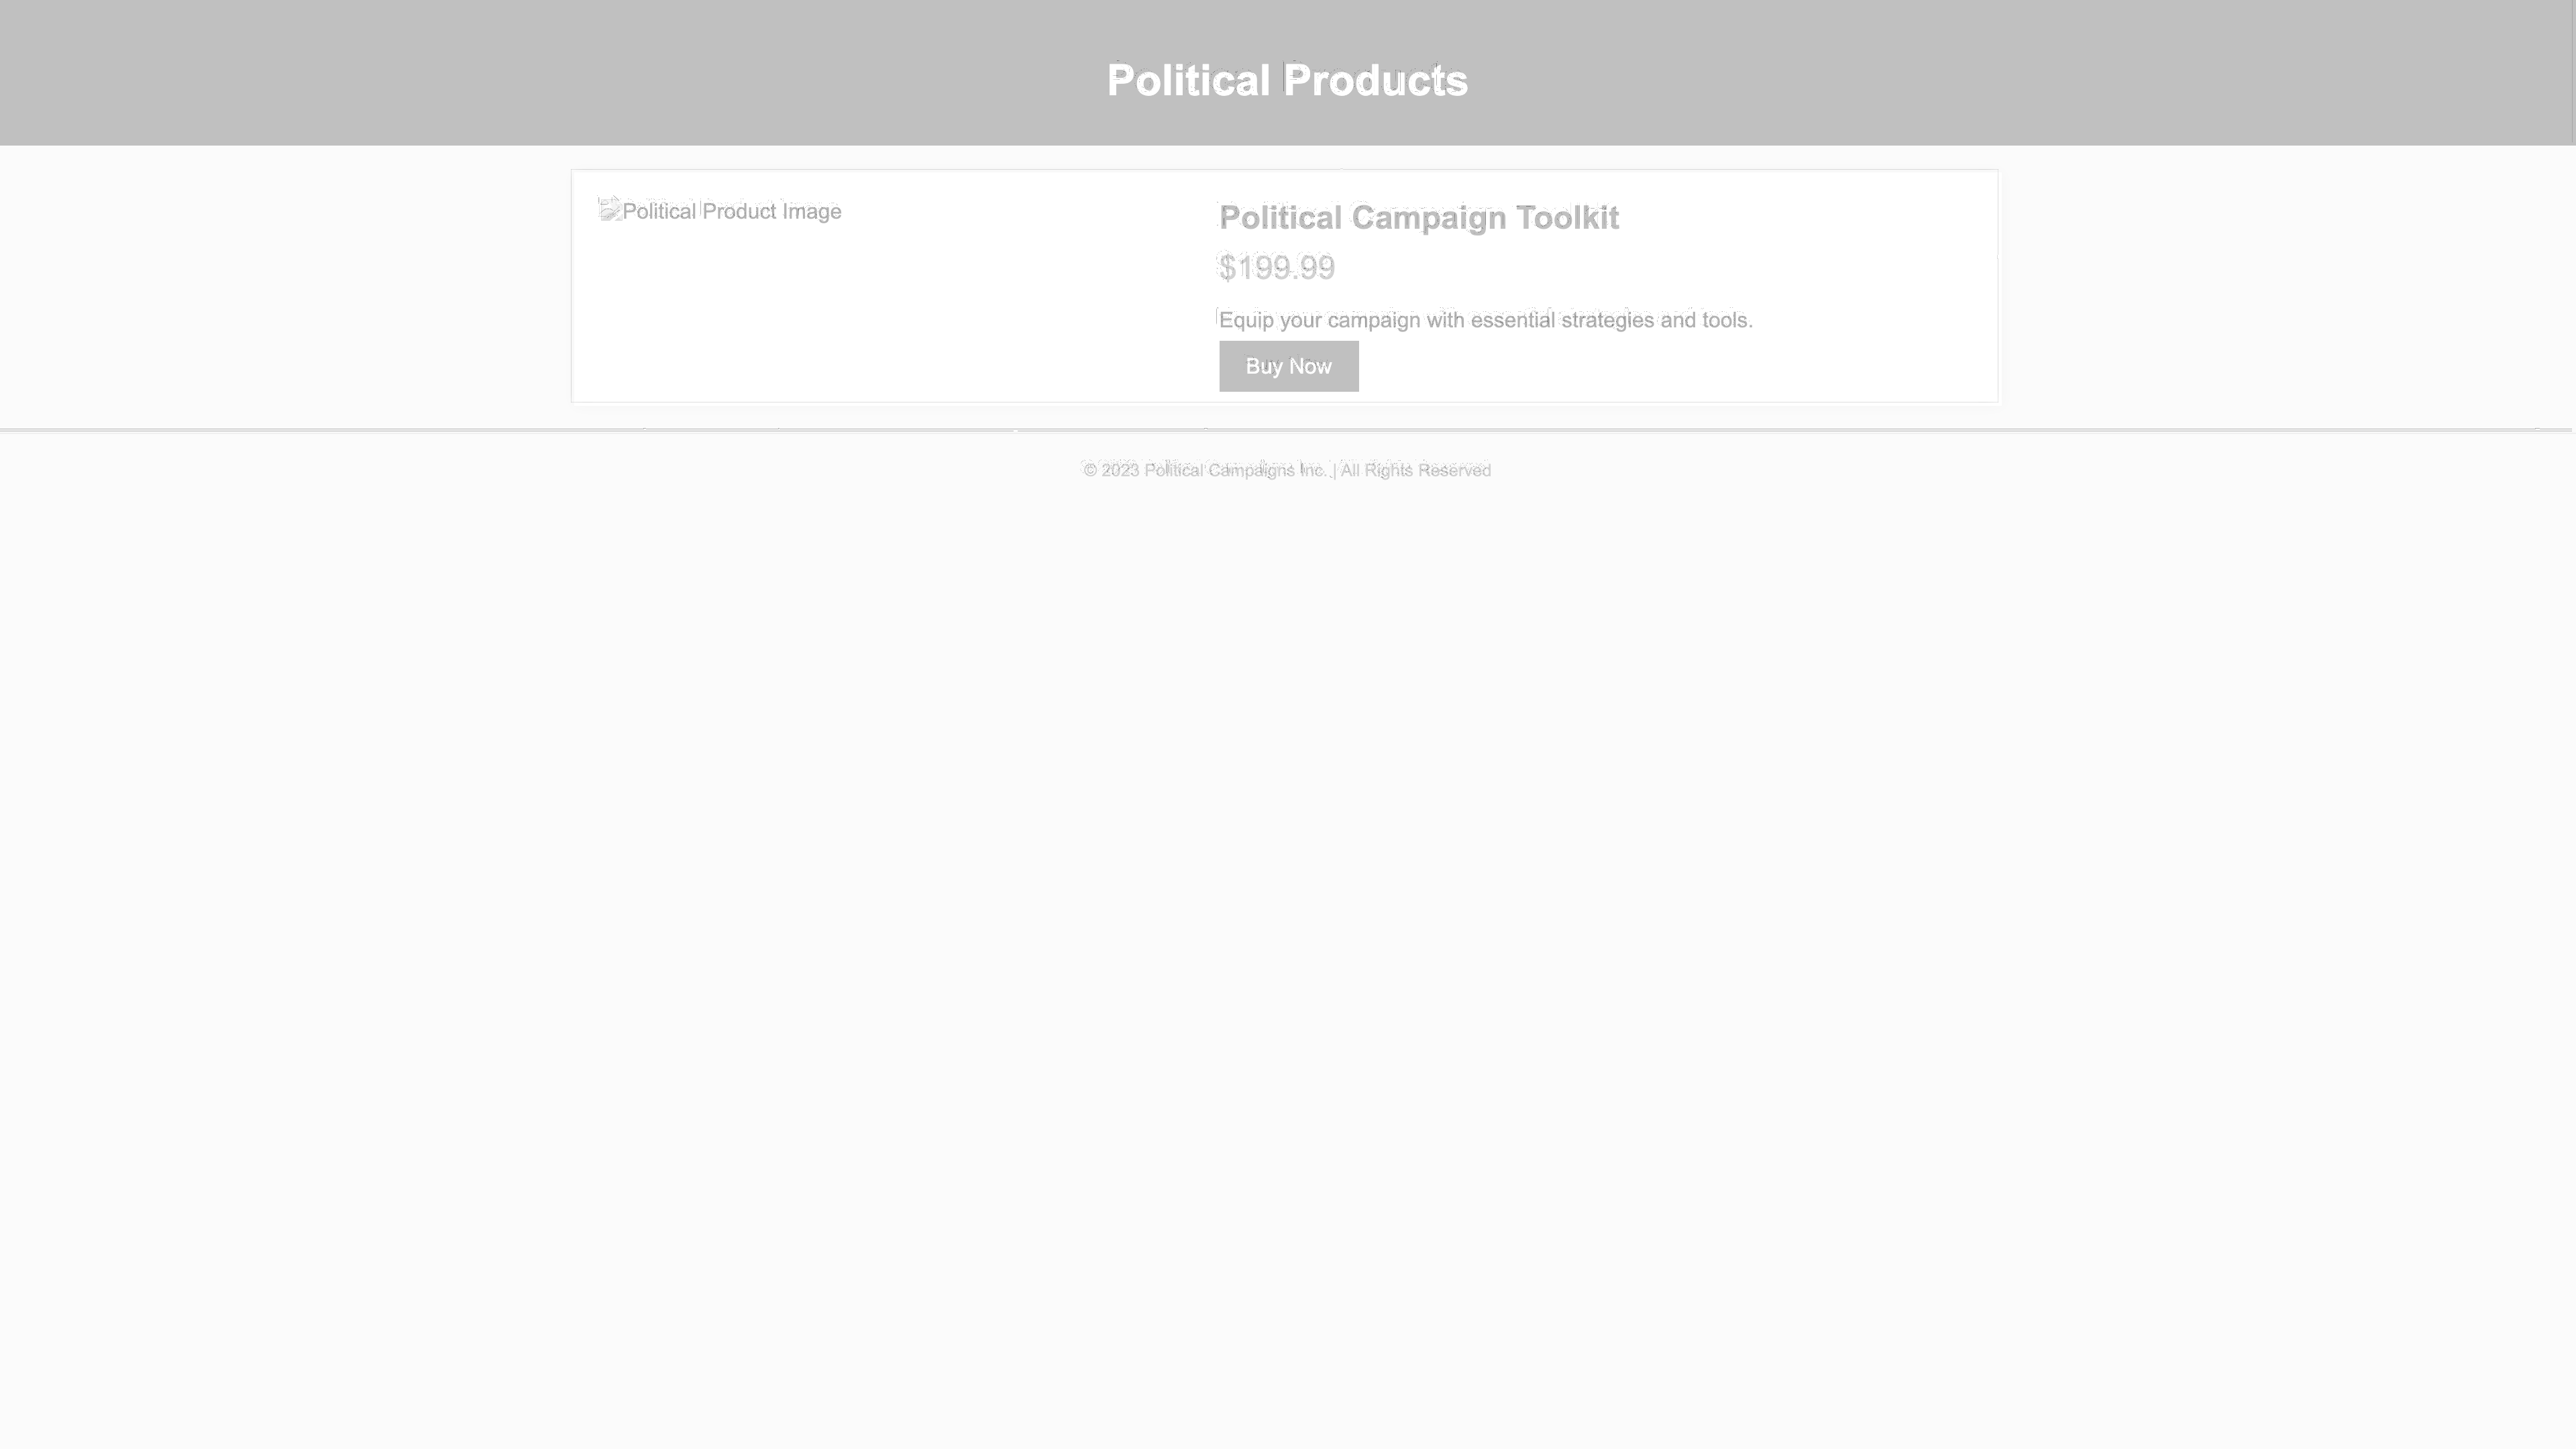 Political Products
Political Product Image
Political Campaign Toolkit
$199.99
Equip your campaign with essential strategies and tools.
Buy Now
© 2023 Political Campaigns Inc. | All Rights Reserved